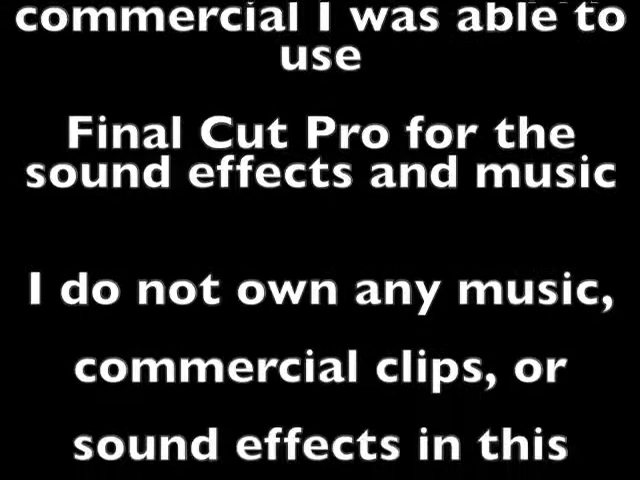 commercial I was able to
use
Final Cut Pro for the
sound effects and music
I do not own any music,
commercial clips, or
sound effects in this